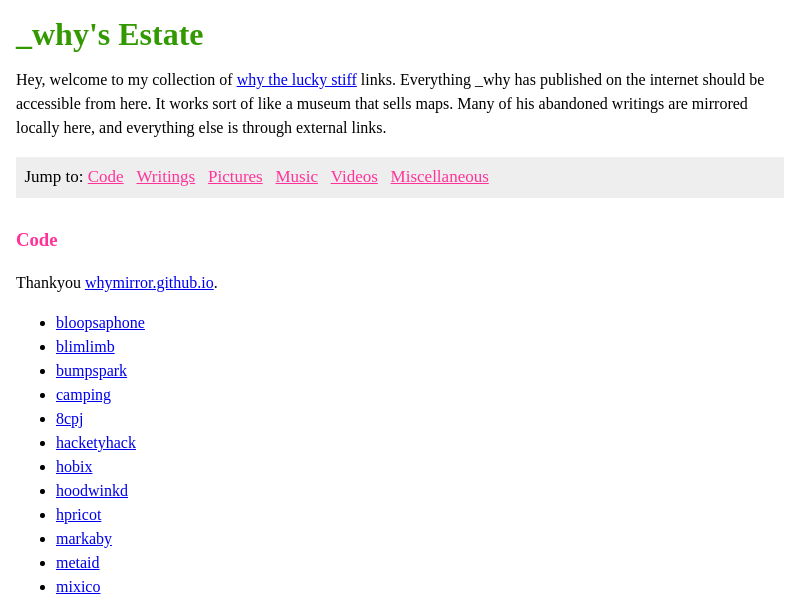 _why's Estate
Hey, welcome to my collection of why the lucky stiff links. Everything _why has published on the internet should be
accessible from here. It works sort of like a museum that sells maps. Many of his abandoned writings are mirrored
locally here, and everything else is through external links.
Jump to: Code Writings Pictures Music Videos Miscellaneous
Code
Thankyou whymirror.github.io.
bloopsaphone
blimlimb
bumpspark
camping
8cpj
hacketyhack
hobix
hoodwinkd
hpricot
markaby
metaid
mixico